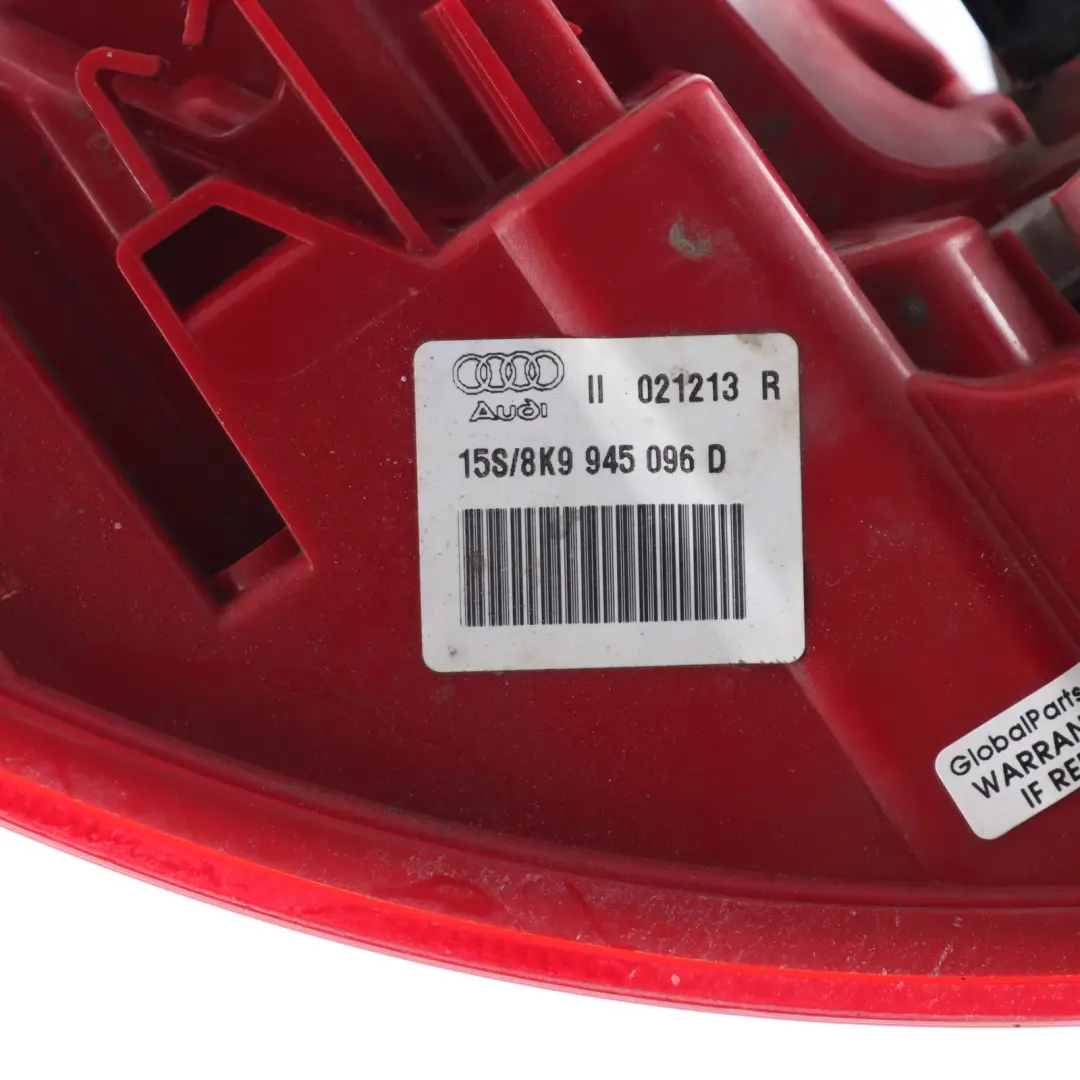 II 021213 R
Audi
15S/8K9 945 096 D
GlobalParts
WARRAN
IF RE